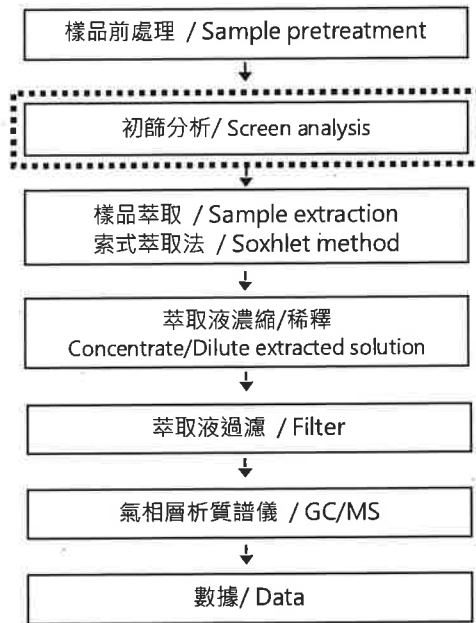 樣品前處理 / Sample pretreatment
初篩分析/ Screen analysis
樣品萃取 / Sample extraction
索式萃取法 / Soxhlet method
萃取液濃縮/稀釋
Concentrate/Dilute extracted solution
萃取液過濾 / Filter
氣相層析質譜儀 / GC/MS
數據/ Data